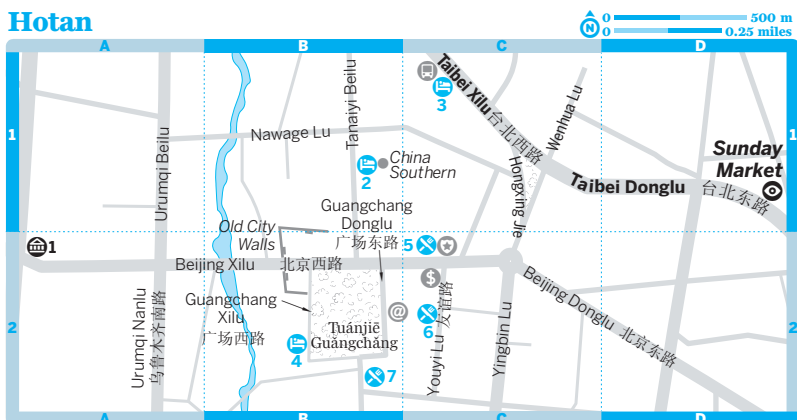 Hotan
N
0 500 m
0 0.25 miles
A B C D
1
1
2
2
A B C D
Taibei Xilu
台北西路
3
Wenhua Lu
Nawage Lu
Tanaiyi Beilu
Urumqi Beilu
China
Southern
2
Hongxing Jie
Sunday
Market
Taibei Donglu
台北东路
Guangchang
Donglu
广场东路
Old City
Walls
5
1
Beijing Xilu 北京西路
$
Beijing Donglu 北京东路
Guangchang
Xilu
广场西路
@
6
Tuánjié
Guǎngchǎng
Urumqi Nanlu
乌鲁木齐南路
Youyi Lu 友谊路
Yingbin Lu
4
7